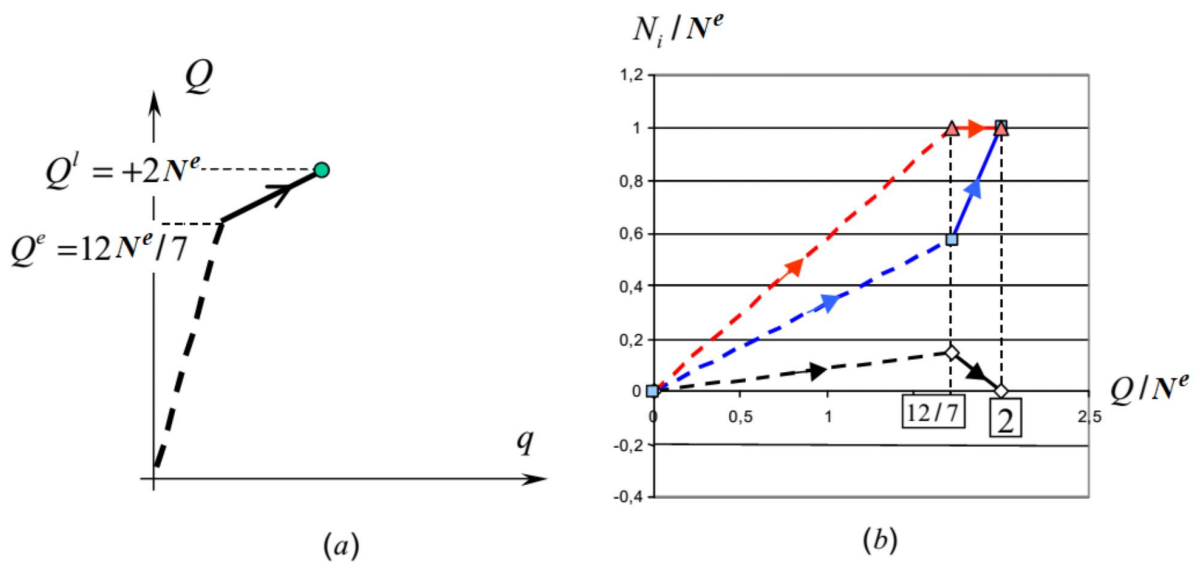 Q
Q^l = +2N^e
Q^e = 12N^e/7
q
(a)
N_i / N^e
1,2
1
0,8
0,6
0,4
0,2
0
-0,2
-0,4
0
0,5
1
12/7
2
2,5
Q/N^e
(b)